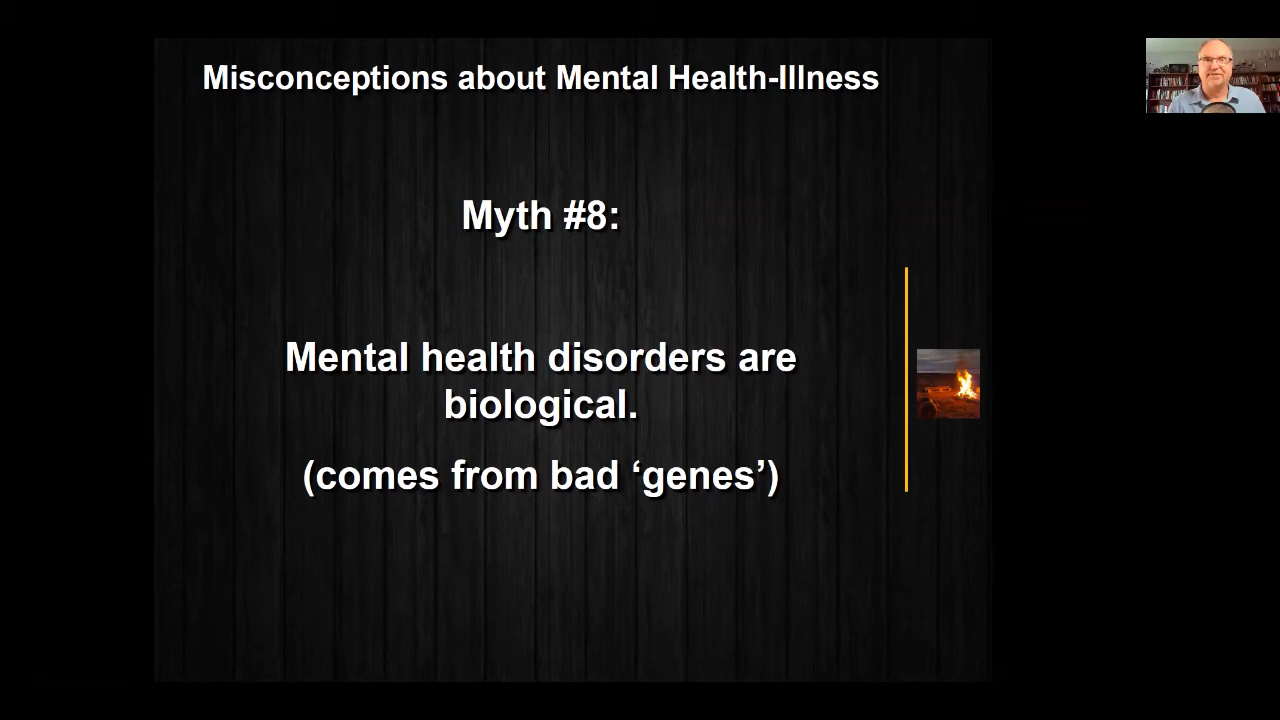 Misconceptions about Mental Health-Illness
Myth #8:
Mental health disorders are
biological.
(comes from bad ‘genes’)